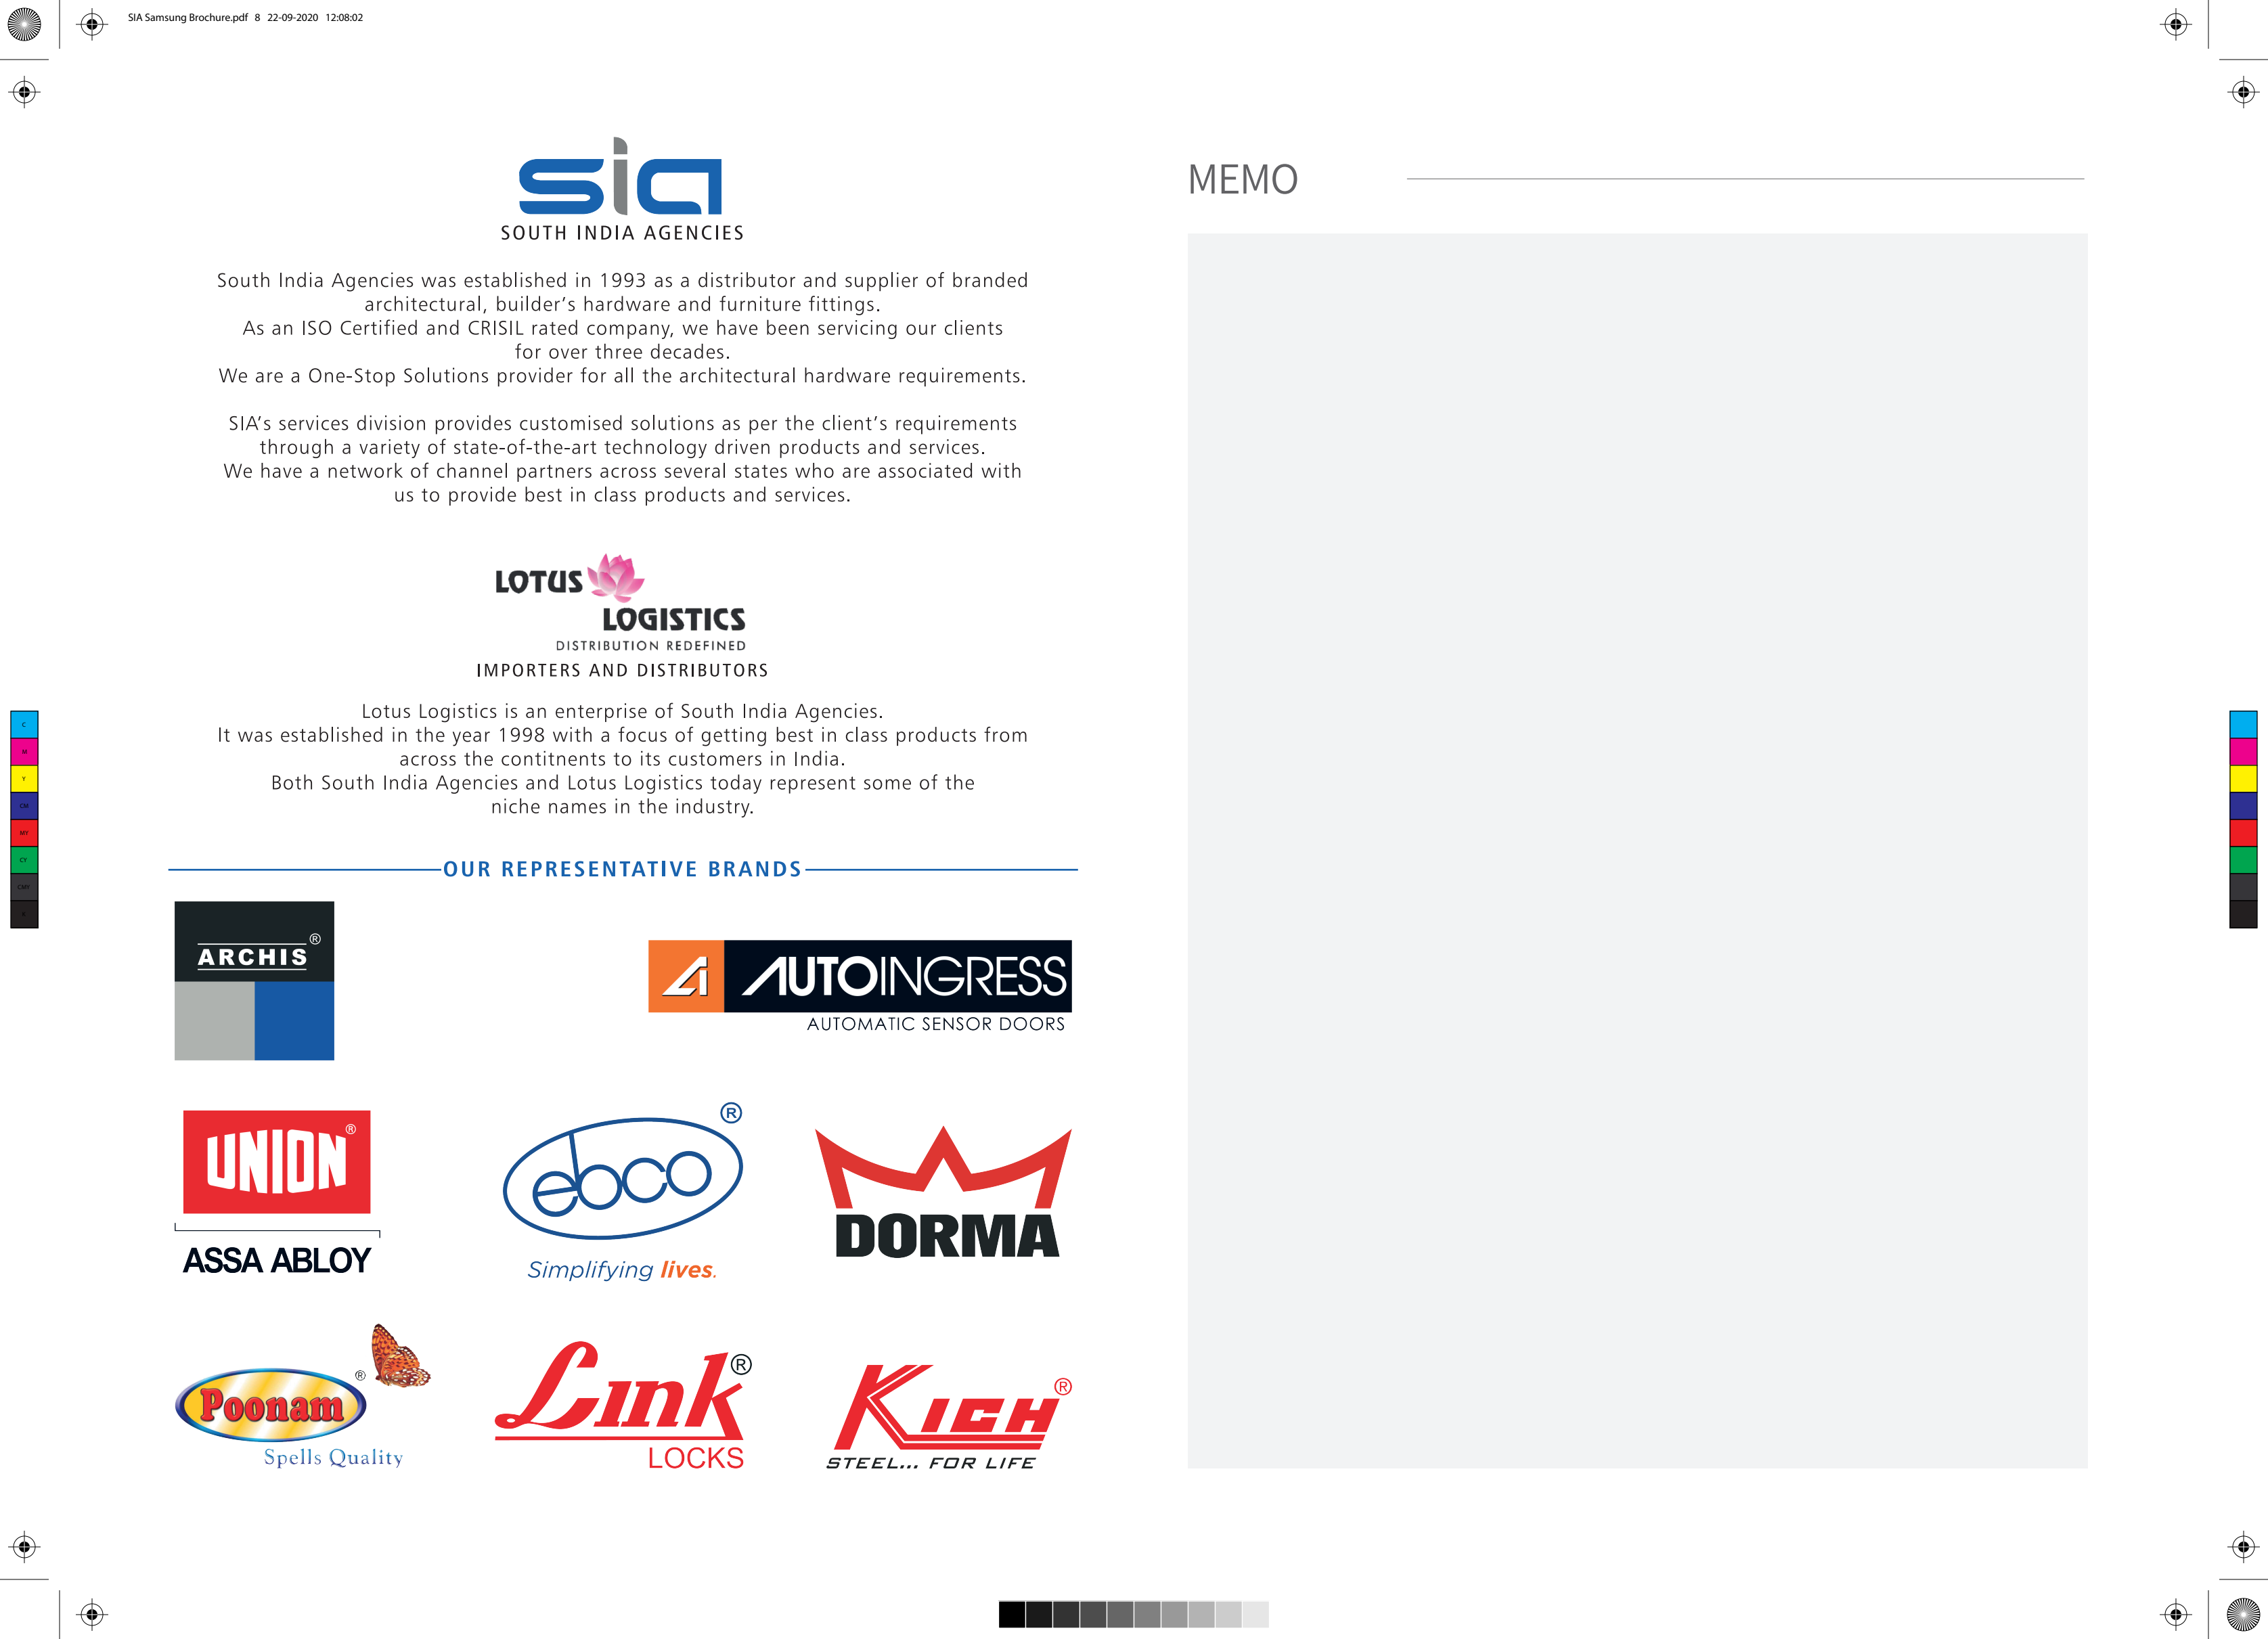 SIA Samsung Brochure.pdf 8 22-09-2020 12:08:02
sia
SOUTH INDIA AGENCIES
South India Agencies was established in 1993 as a distributor and supplier of branded
architectural, builder’s hardware and furniture fittings.
As an ISO Certified and CRISIL rated company, we have been servicing our clients
for over three decades.
We are a One-Stop Solutions provider for all the architectural hardware requirements.
SIA’s services division provides customised solutions as per the client’s requirements
through a variety of state-of-the-art technology driven products and services.
We have a network of channel partners across several states who are associated with
us to provide best in class products and services.
LOTUS
LOGISTICS
DISTRIBUTION REDEFINED
IMPORTERS AND DISTRIBUTORS
Lotus Logistics is an enterprise of South India Agencies.
It was established in the year 1998 with a focus of getting best in class products from
across the contitnents to its customers in India.
Both South India Agencies and Lotus Logistics today represent some of the
niche names in the industry.
OUR REPRESENTATIVE BRANDS
ARCHIS ®
AUTOINGRESS
AUTOMATIC SENSOR DOORS
UNION ®
ASSA ABLOY
ebco ®
Simplifying lives.
DORMA
Poonam ®
Spells Quality
Link ®
LOCKS
KICH ®
STEEL... FOR LIFE
MEMO
C
M
Y
CM
MY
CY
CMY
K